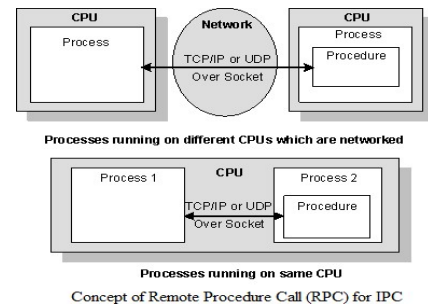 CPU
Network
CPU
Process
Process
TCP/IP or UDP
Procedure
Over Socket
Processes running on different CPUs which are networked
Process 1
CPU
Process 2
TCP/IP or UDP
Procedure
Over Socket
Processes running on same CPU
Concept of Remote Procedure Call (RPC) for IPC